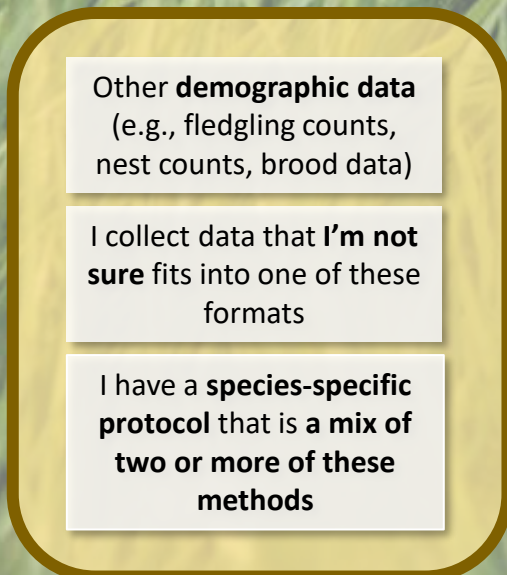 Other demographic data
(e.g., fledgling counts,
nest counts, brood data)
I collect data that I’m not
sure fits into one of these
formats
I have a species-specific
protocol that is a mix of
two or more of these
methods